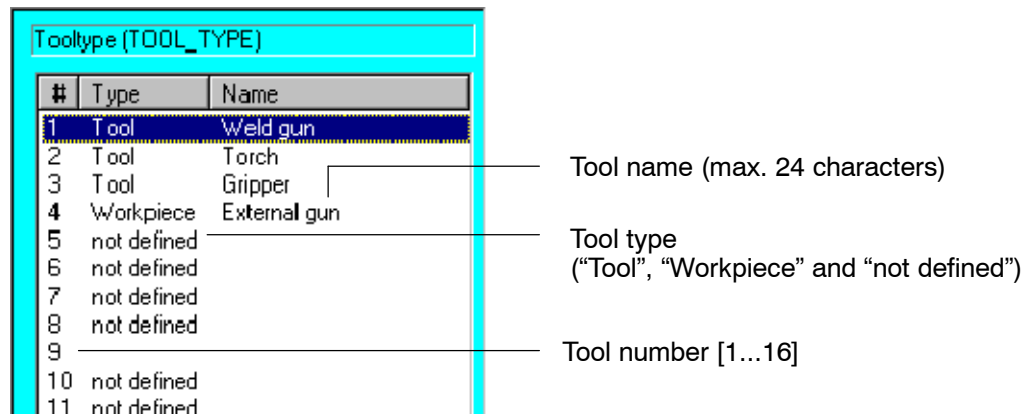 Tooltype (TOOL_TYPE)
# Type Name
1 Tool Weld gun
2 Tool Torch
3 Tool Gripper
4 Workpiece External gun
5 not defined
6 not defined
7 not defined
8 not defined
9
10 not defined
11 not defined
Tool name (max. 24 characters)
Tool type
(“Tool”, “Workpiece” and “not defined”)
Tool number [1...16]